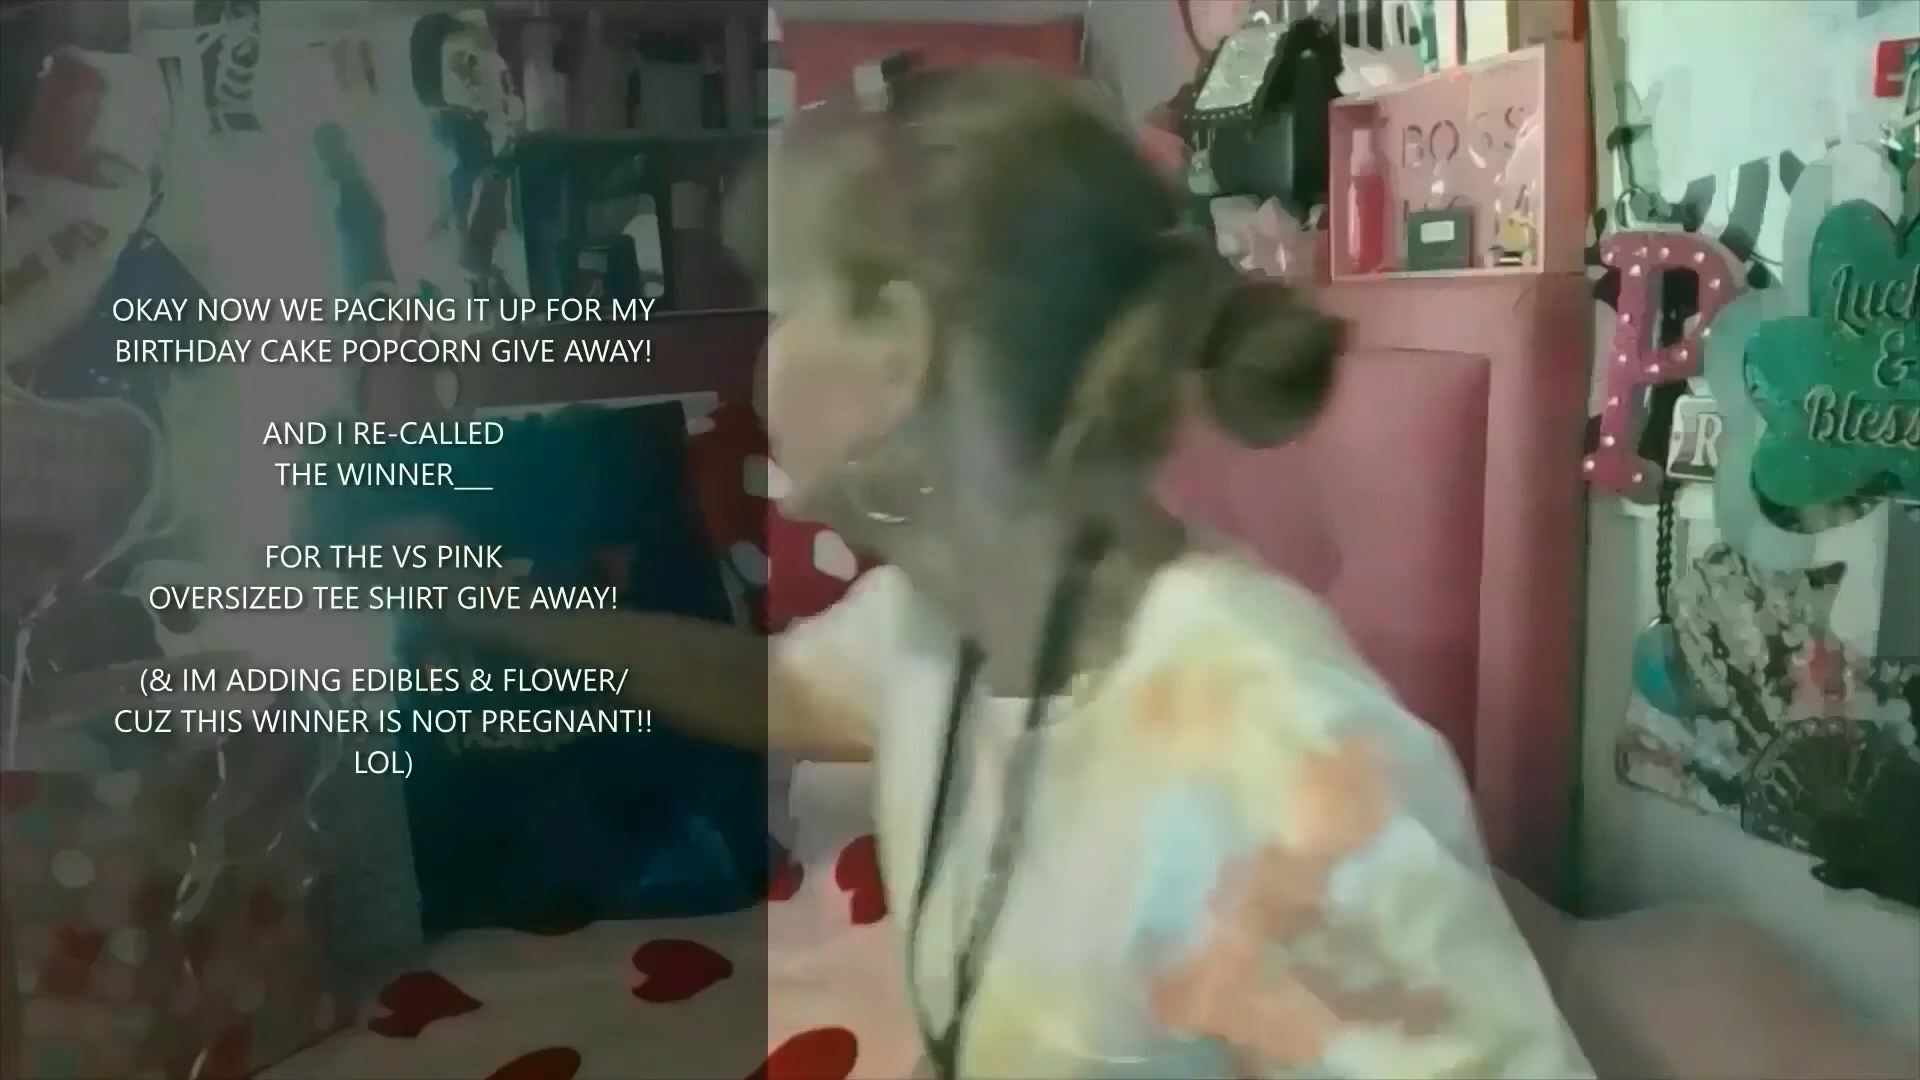 OKAY NOW WE PACKING IT UP FOR MY
BIRTHDAY CAKE POPCORN GIVE AWAY!
AND I RE-CALLED
THE WINNER___
FOR THE VS PINK
OVERSIZED TEE SHIRT GIVE AWAY!
(& IM ADDING EDIBLES & FLOWER/
CUZ THIS WINNER IS NOT PREGNANT!!
LOL)
BOSS
P
R
Luck
&
Bless